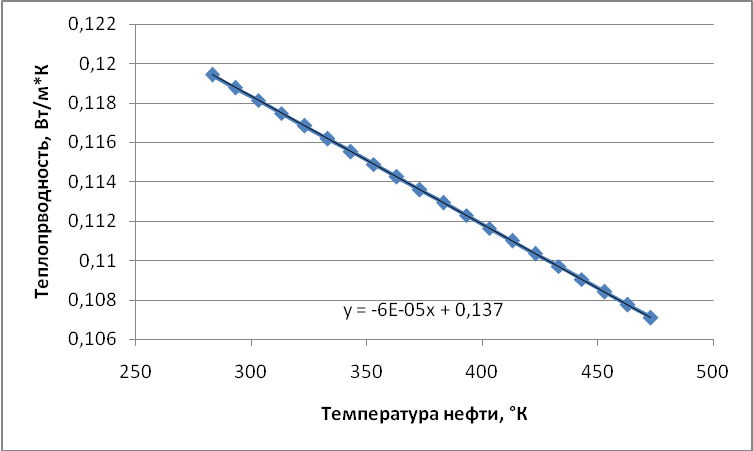 0,122
0,12
0,118
0,116
0,114
0,112
0,11
0,108
0,106
Теплопрводность, Вт/м*К
y = -6E-05x + 0,137
250 300 350 400 450 500
Температура нефти, °К